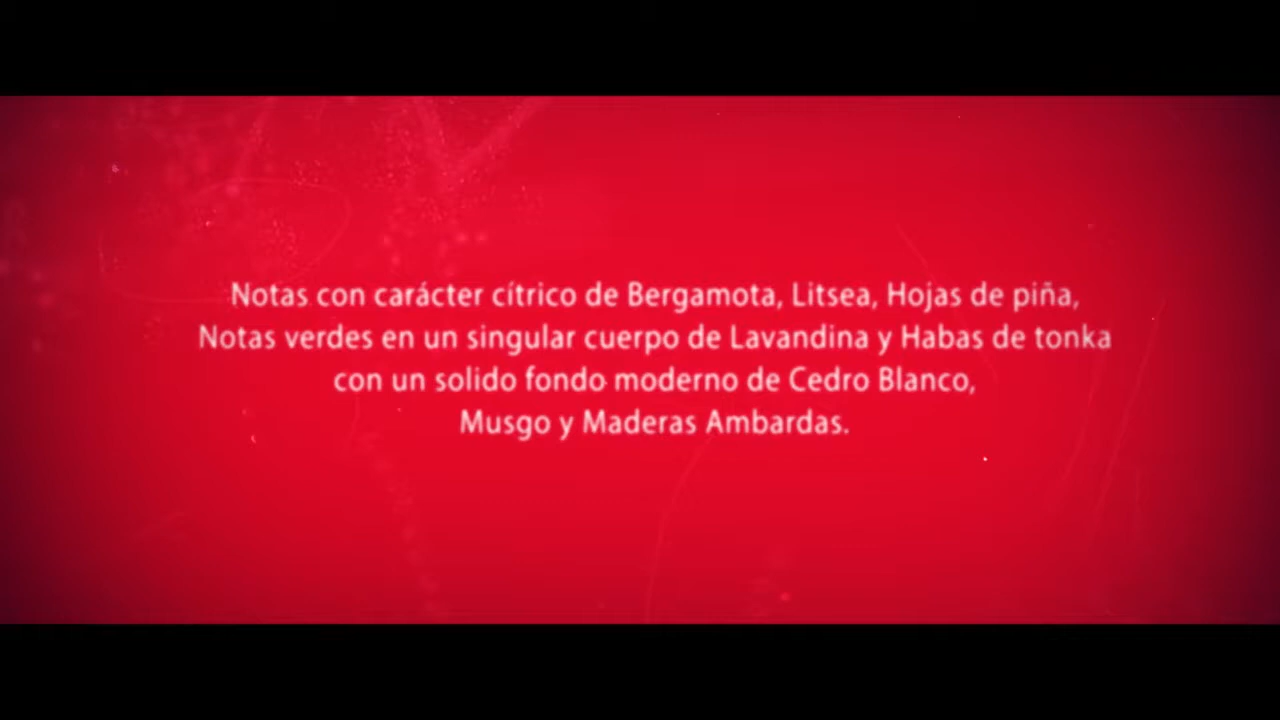 Notas con carácter cítrico de Bergamota, Litsea, Hojas de piña,
Notas verdes en un singular cuerpo de Lavandina y Habas de tonka
con un solido fondo moderno de Cedro Blanco,
Musgo y Maderas Ambardas.